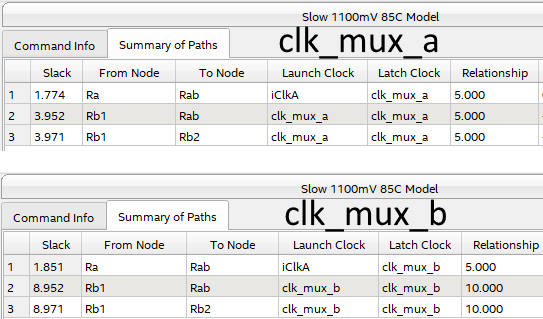 Slow 1100mV 85C Model
Command Info Summary of Paths clk_mux_a
Slack From Node To Node Launch Clock Latch Clock Relationship
1 1.774 Ra Rab iClkA clk_mux_a 5.000
2 3.952 Rb1 Rab clk_mux_a clk_mux_a 5.000
3 3.971 Rb1 Rb2 clk_mux_a clk_mux_a 5.000
Slow 1100mV 85C Model
Command Info Summary of Paths clk_mux_b
Slack From Node To Node Launch Clock Latch Clock Relationship
1 1.851 Ra Rab iClkA clk_mux_b 5.000
2 8.952 Rb1 Rab clk_mux_b clk_mux_b 10.000
3 8.971 Rb1 Rb2 clk_mux_b clk_mux_b 10.000